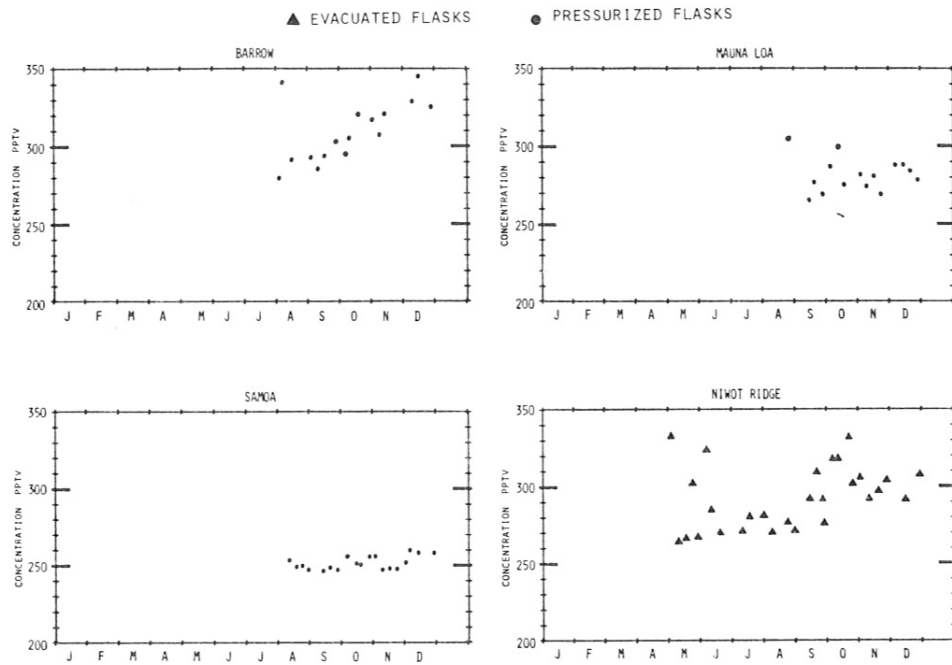 ▲ EVACUATED FLASKS ● PRESSURIZED FLASKS
BARROW
350
300
250
200
CONCENTRATION PPTV
J F M A M J J A S O N D
MAUNA LOA
350
300
250
200
CONCENTRATION PPTV
J F M A M J J A S O N D
SAMOA
350
300
250
200
CONCENTRATION PPTV
J F M A M J J A S O N D
NIWOT RIDGE
350
300
250
200
CONCENTRATION PPTV
J F M A M J J A S O N D